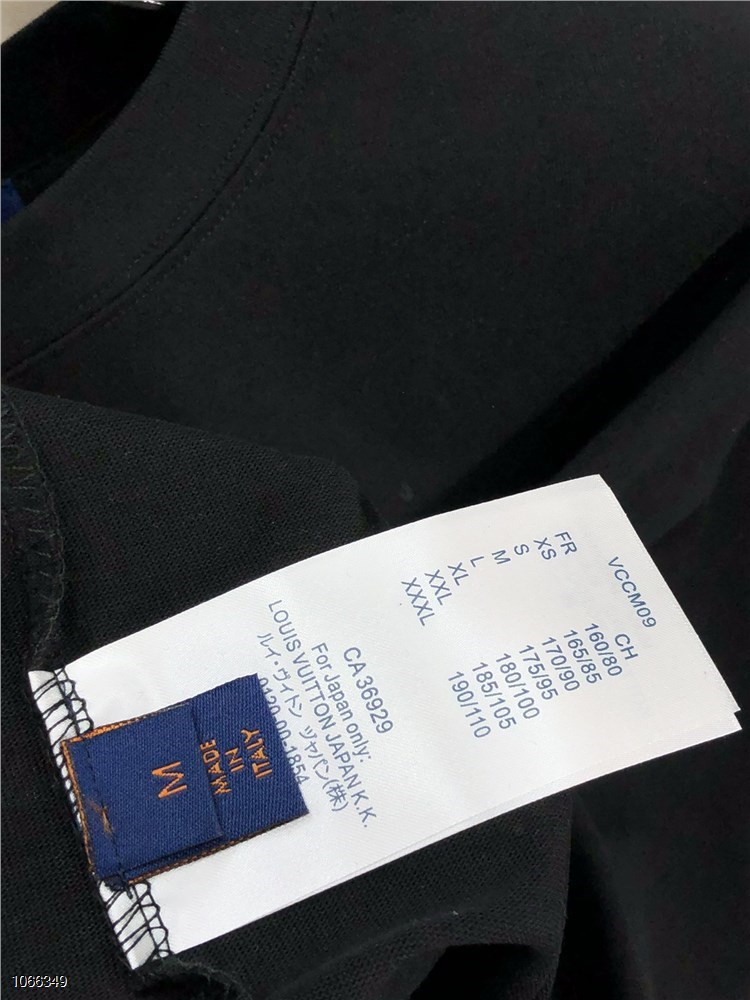 VCCM09
FR CH
XS 160/80
S 165/85
M 170/90
L 175/95
XL 180/100
XXL 185/105
XXXL 190/110
CA 36929
For Japan only:
LOUIS VUITTON JAPAN K.K.
ルイ・ヴィトン ジャパン(株)
00-1854
M
MADE
IN
ITALY
1066349